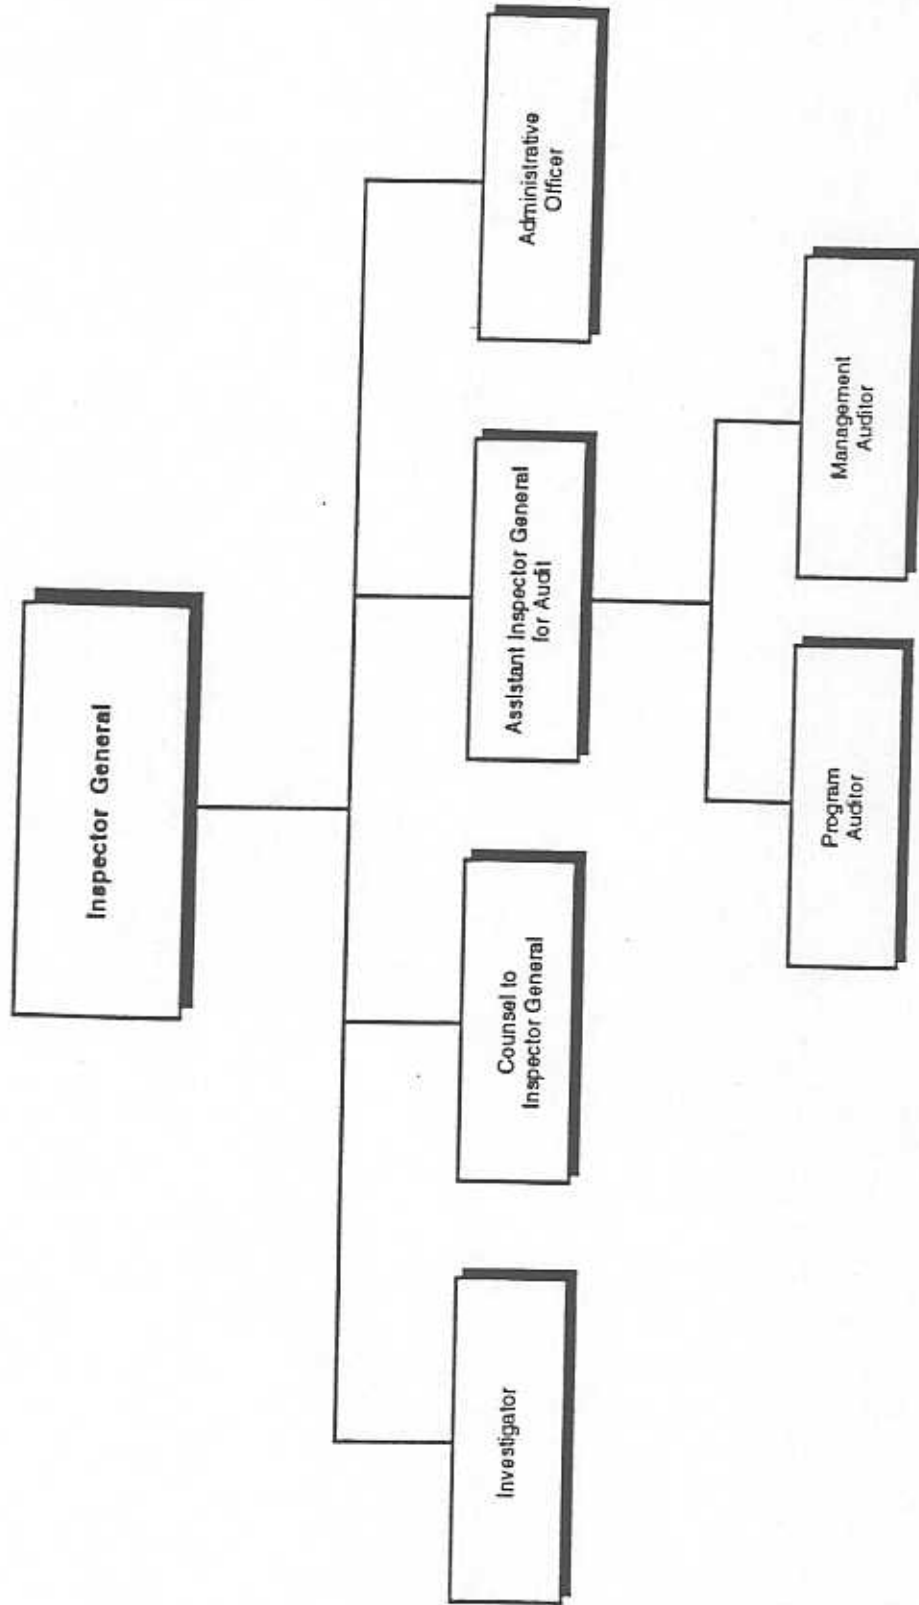 Inspector General
Investigator
Counsel to
Inspector General
Assistant Inspector General
for Audit
Administrative
Officer
Program
Auditor
Management
Auditor